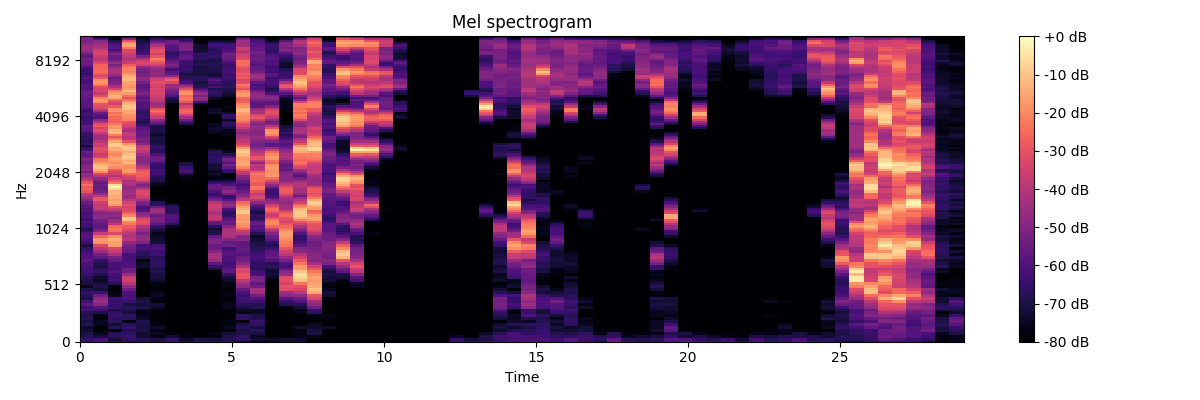 Mel spectrogram
8192
4096
2048
1024
512
0
Hz
0 5 10 15 20 25
Time
+0 dB
-10 dB
-20 dB
-30 dB
-40 dB
-50 dB
-60 dB
-70 dB
-80 dB